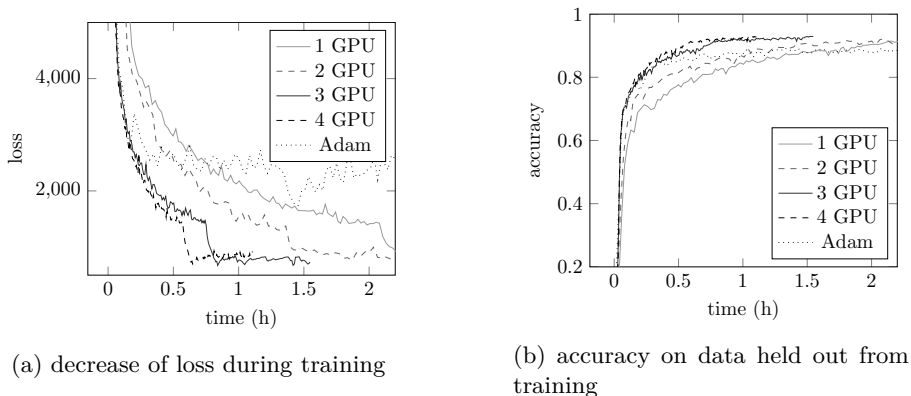 4,000
2,000
loss
0
0.5
1
1.5
2
time (h)
1 GPU
2 GPU
3 GPU
4 GPU
Adam
(a) decrease of loss during training
1
0.8
0.6
0.4
0.2
accuracy
0
0.5
1
1.5
2
time (h)
1 GPU
2 GPU
3 GPU
4 GPU
Adam
(b) accuracy on data held out from
training